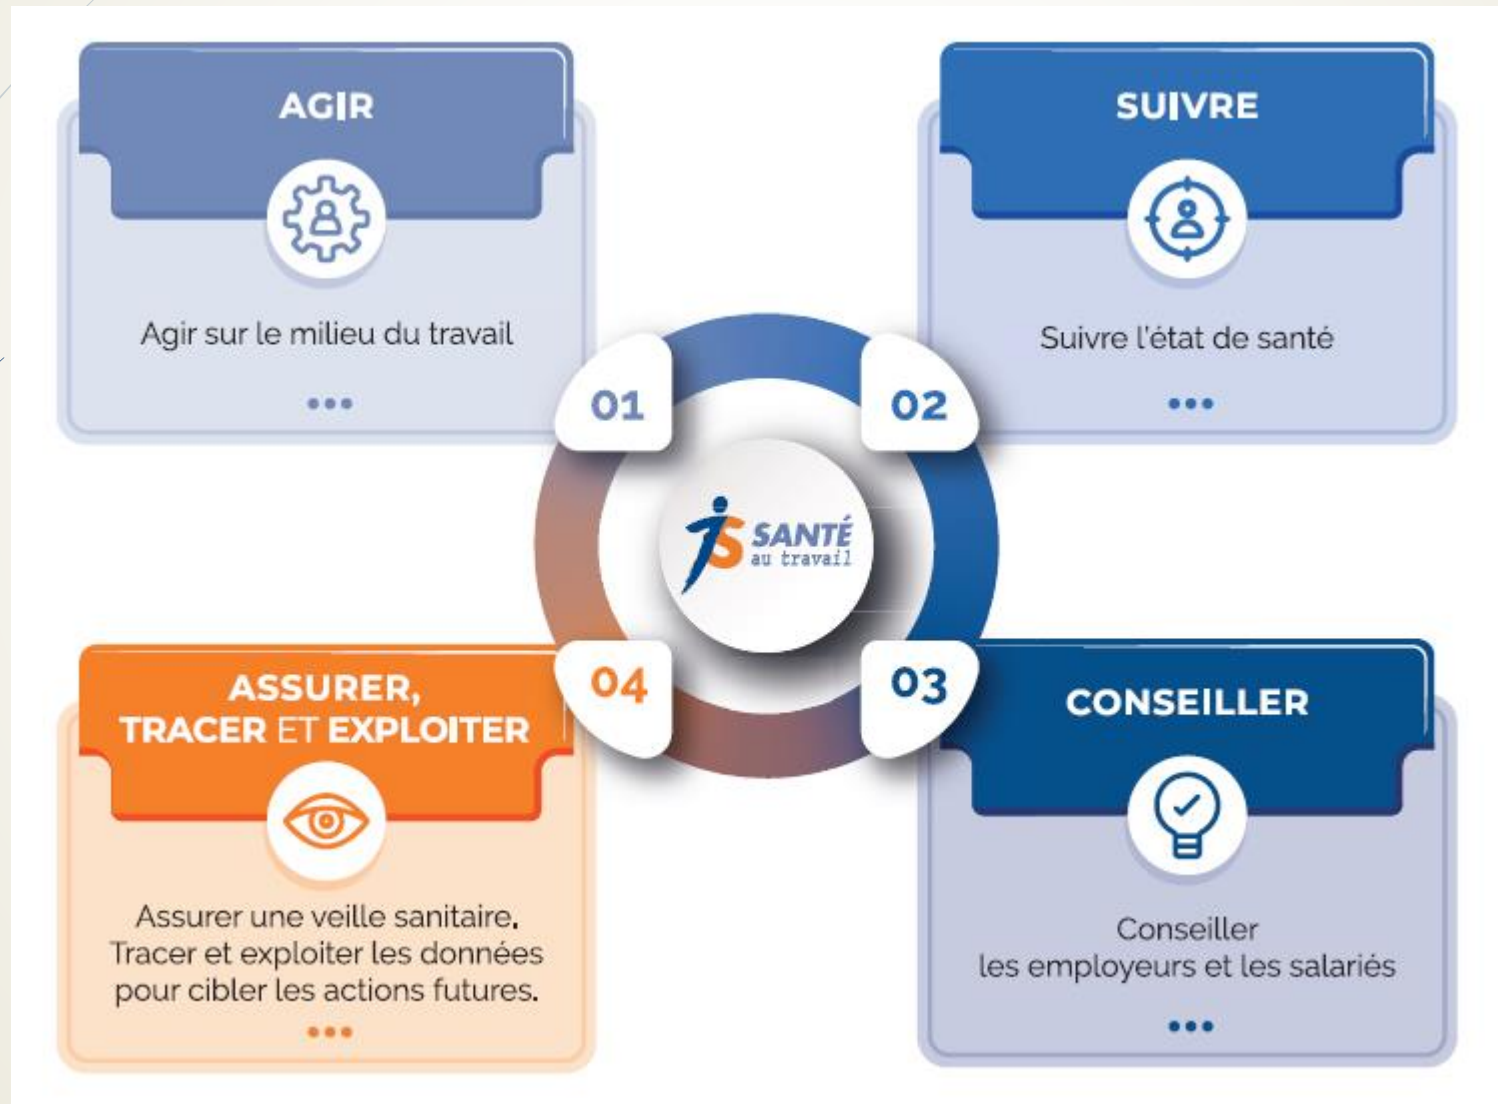 AGIR
Agir sur le milieu du travail
01
SUIVRE
Suivre l'état de santé
02
SANTÉ
au travail
03
CONSEILLER
Conseiller
les employeurs et les salariés
04
ASSURER,
TRACER ET EXPLOITER
Assurer une veille sanitaire.
Tracer et exploiter les données
pour cibler les actions futures.